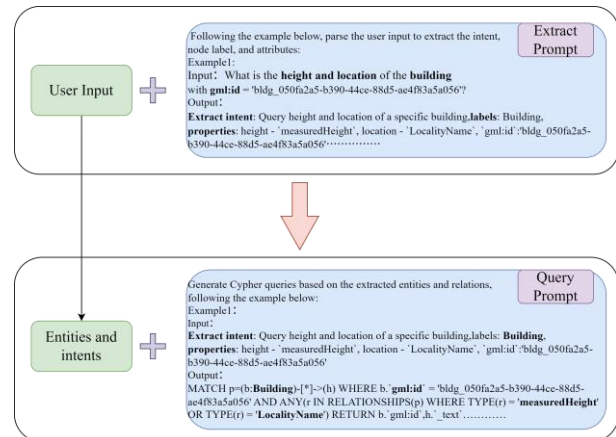 Following the example below, parse the user input to extract the intent,
node label, and attributes:
Extract
Prompt
Example1:
Input： What is the height and location of the building
with gml:id = 'bldg_050fa2a5-b390-44ce-88d5-ae4f83a5a056'?
Output：
Extract intent: Query height and location of a specific building,labels: Building,
properties: height - `measuredHeight`, location - `LocalityName`, `gml:id`:'bldg_050fa2a5-
b390-44ce-88d5-ae4f83a5a056'……………
User Input
Generate Cypher queries based on the extracted entities and relations,
following the example below:
Query
Prompt
Example1：
Input:
Extract intent: Query height and location of a specific building,labels: Building,
properties: height - `measuredHeight`, location - `LocalityName`, `gml:id`:'bldg_050fa2a5-
b390-44ce-88d5-ae4f83a5a056'
Output:
MATCH p=(b:Building)-[*]->(h) WHERE b.`gml:id` = 'bldg_050fa2a5-b390-44ce-88d5-
ae4f83a5a056' AND ANY(r IN RELATIONSHIPS(p) WHERE TYPE(r) = 'measuredHeight'
OR TYPE(r) = 'LocalityName') RETURN b.`gml:id`,h.`_text`…………
Entities and
intents